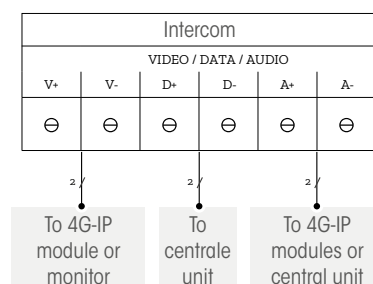 Intercom
VIDEO / DATA / AUDIO
V+ V- D+ D- A+ A-
2 2 2
To 4G-IP
module or
monitor
To
centrale
unit
To 4G-IP
modules or
central unit